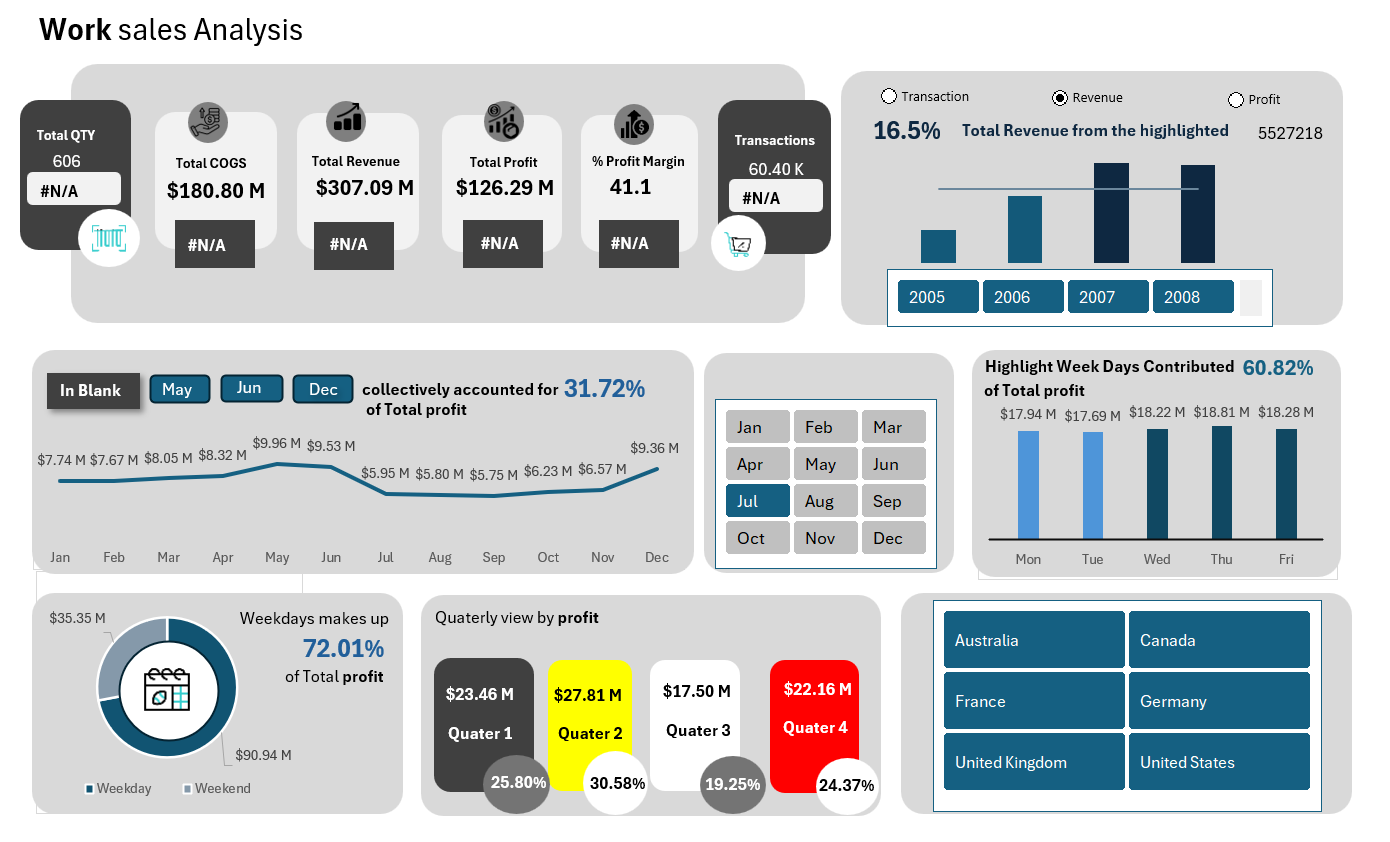 Work sales Analysis
Total QTY
606
#N/A
Total COGS
$180.80 M
#N/A
Total Revenue
$307.09 M
#N/A
Total Profit
$126.29 M
#N/A
% Profit Margin
41.1
#N/A
Transactions
60.40 K
#N/A
Transaction
Revenue
Profit
16.5% Total Revenue from the higjhlighted 5527218
2005 2006 2007 2008
In Blank May Jun Dec collectively accounted for 31.72%
of Total profit
$7.74 M $7.67 M $8.05 M $8.32 M $9.96 M $9.53 M $5.95 M $5.80 M $5.75 M $6.23 M $6.57 M $9.36 M
Jan Feb Mar Apr May Jun Jul Aug Sep Oct Nov Dec
Jan Feb Mar
Apr May Jun
Jul Aug Sep
Oct Nov Dec
Highlight Week Days Contributed 60.82%
of Total profit
$17.94 M $17.69 M $18.22 M $18.81 M $18.28 M
Mon Tue Wed Thu Fri
Weekdays makes up
72.01%
of Total profit
$35.35 M
$90.94 M
Weekday Weekend
Quaterly view by profit
$23.46 M
Quater 1
25.80%
$27.81 M
Quater 2
30.58%
$17.50 M
Quater 3
19.25%
$22.16 M
Quater 4
24.37%
Australia Canada
France Germany
United Kingdom United States